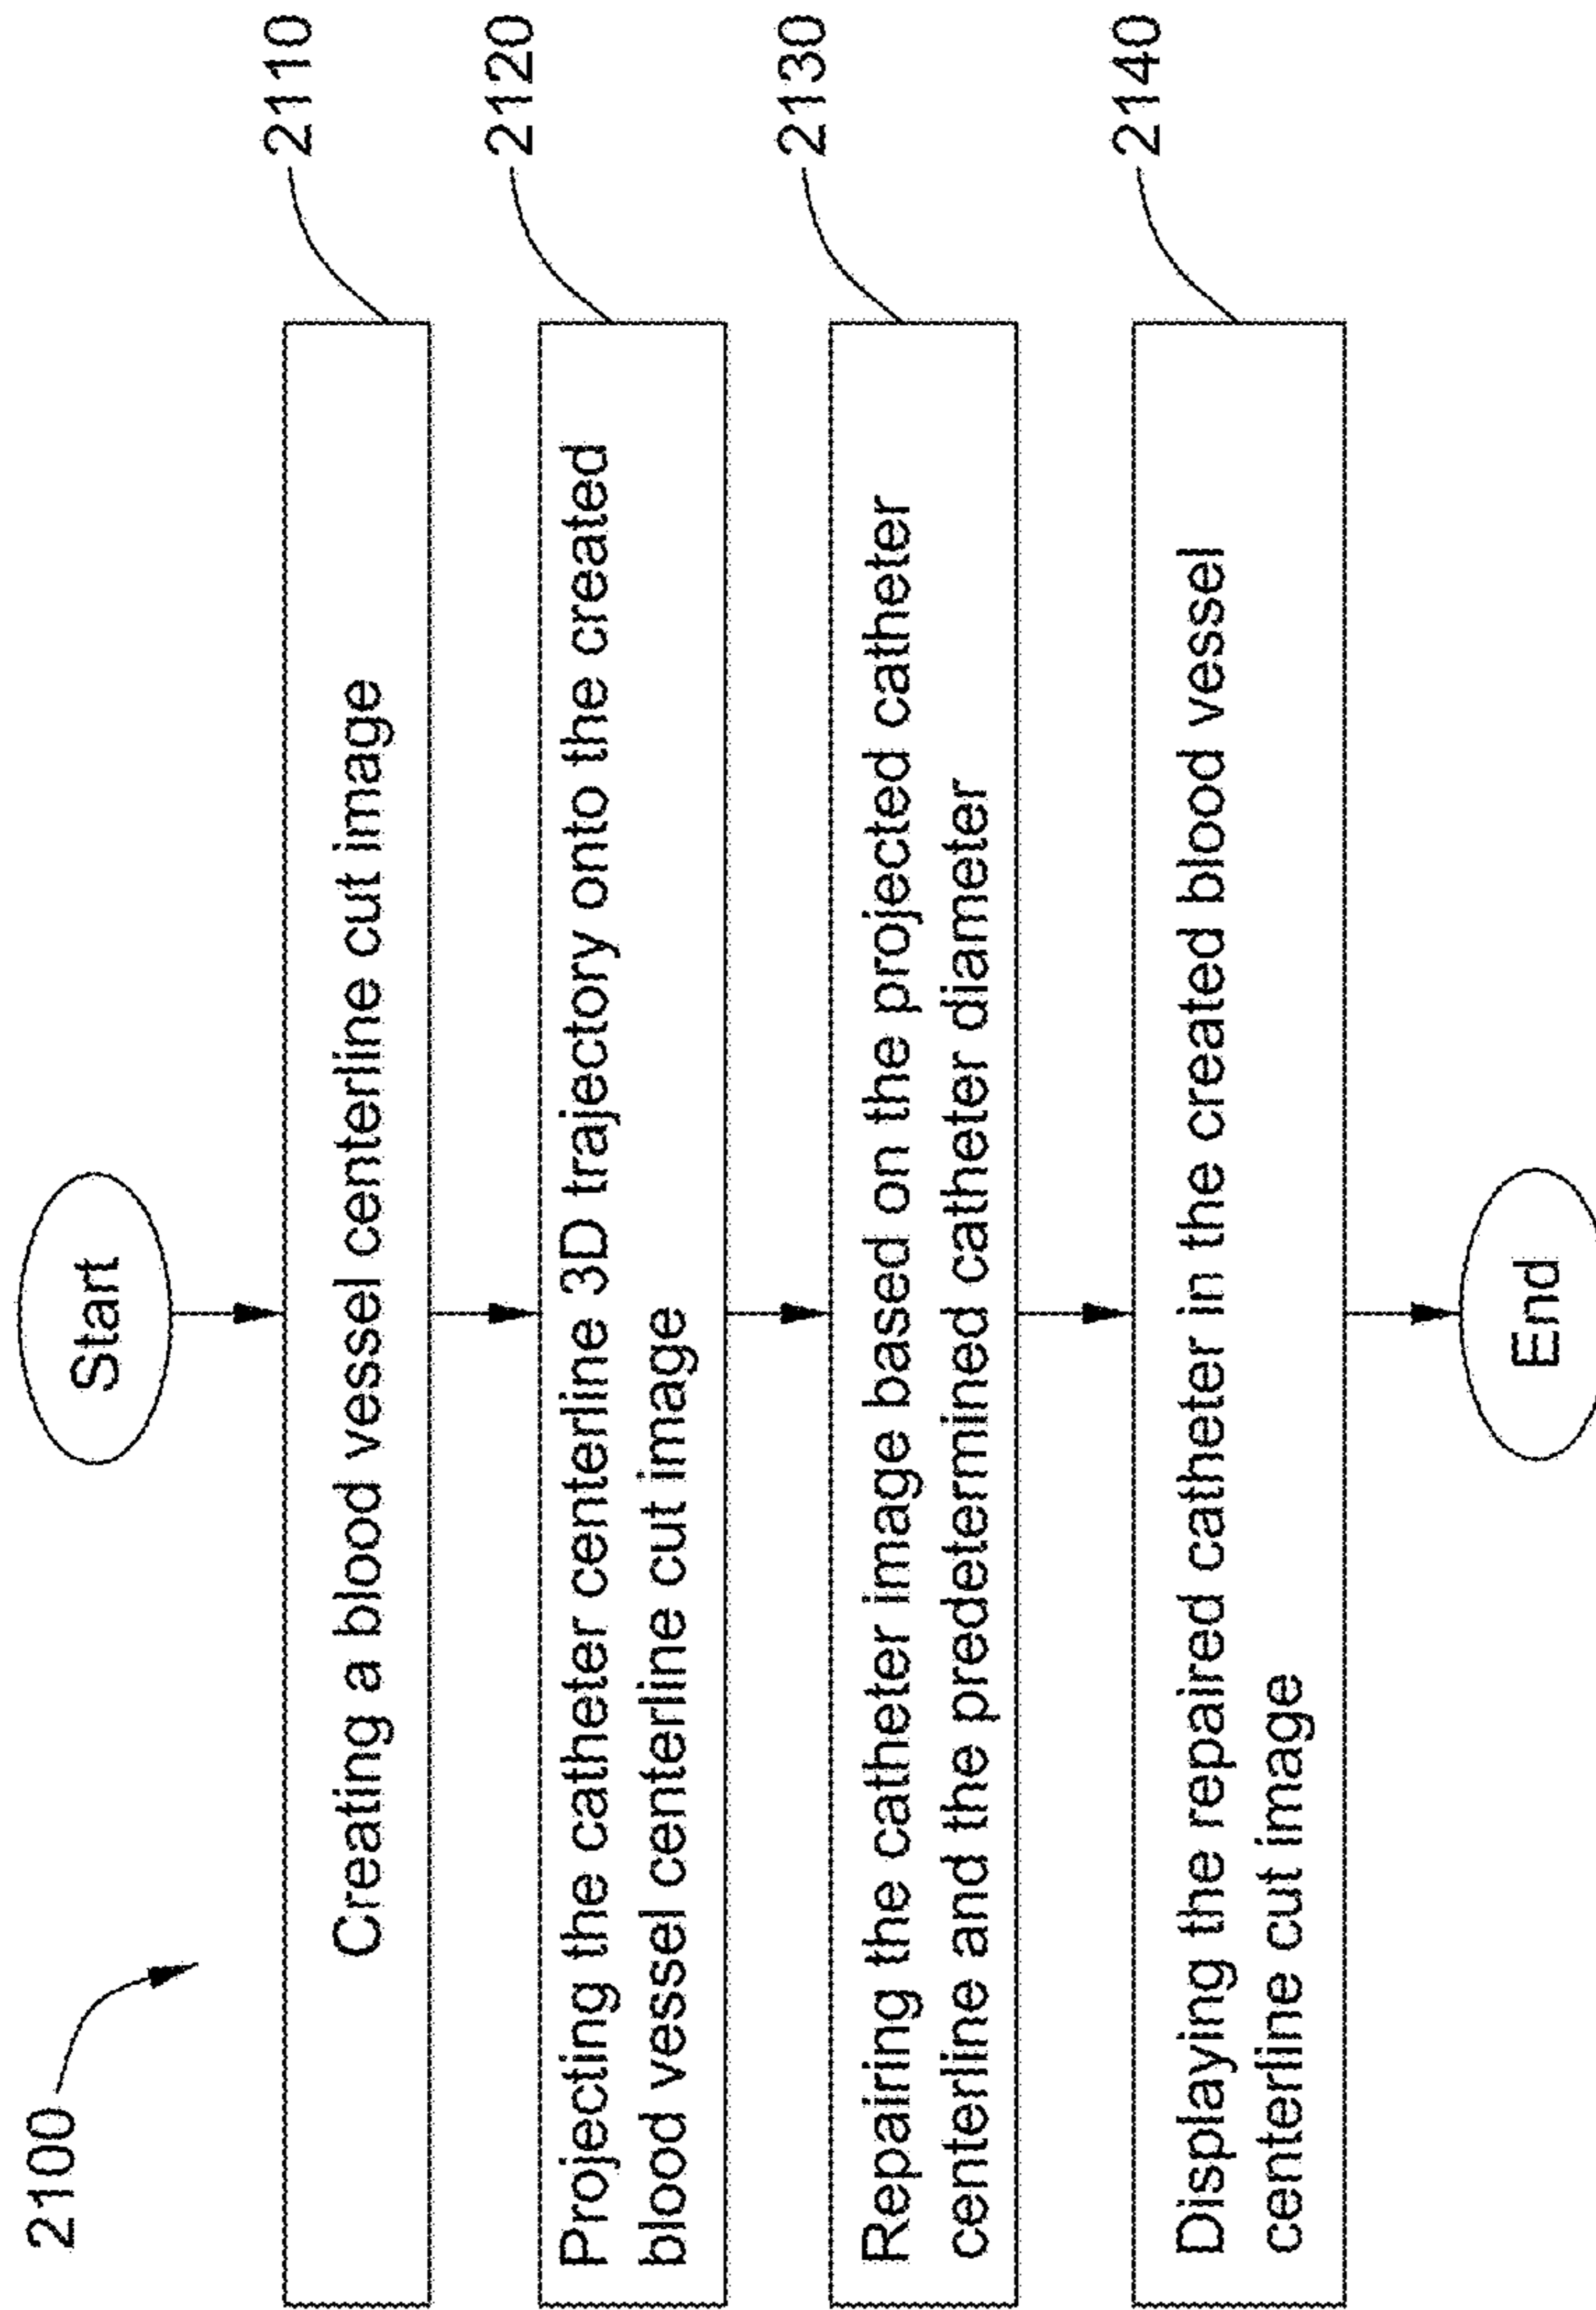 2100
Start
Creating a blood vessel centerline cut image
2110
Projecting the catheter centerline 3D trajectory onto the created
blood vessel centerline cut image
2120
Repairing the catheter image based on the projected catheter
centerline and the predetermined catheter diameter
2130
Displaying the repaired catheter in the created blood vessel
centerline cut image
2140
End